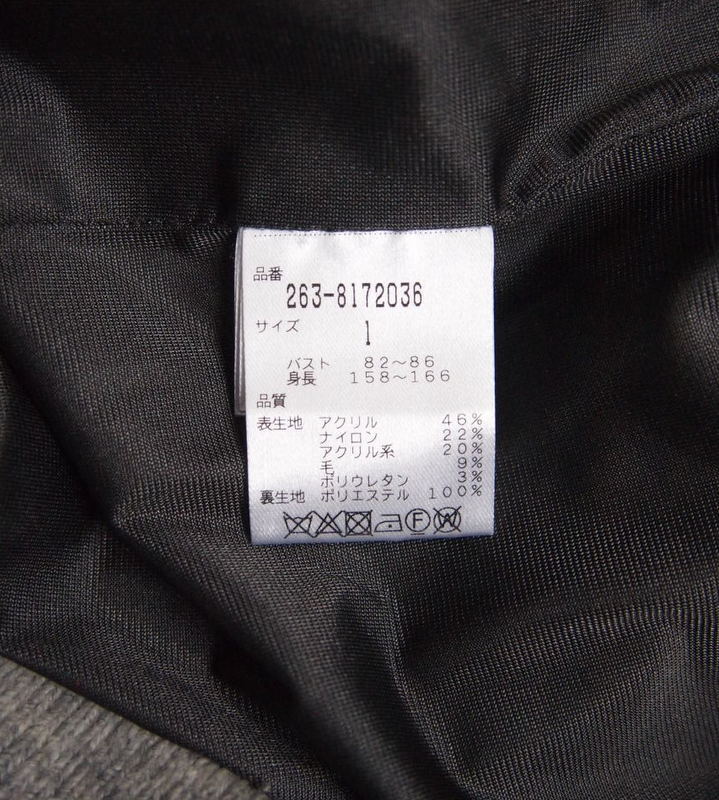 品番
263-8172036
サイズ
1
バスト 82～86
身長 158～166
品質
表生地 アクリル 46%
ナイロン 22%
アクリル系 20%
毛 9%
ポリウレタン 3%
裏生地 ポリエステル 100%
F W